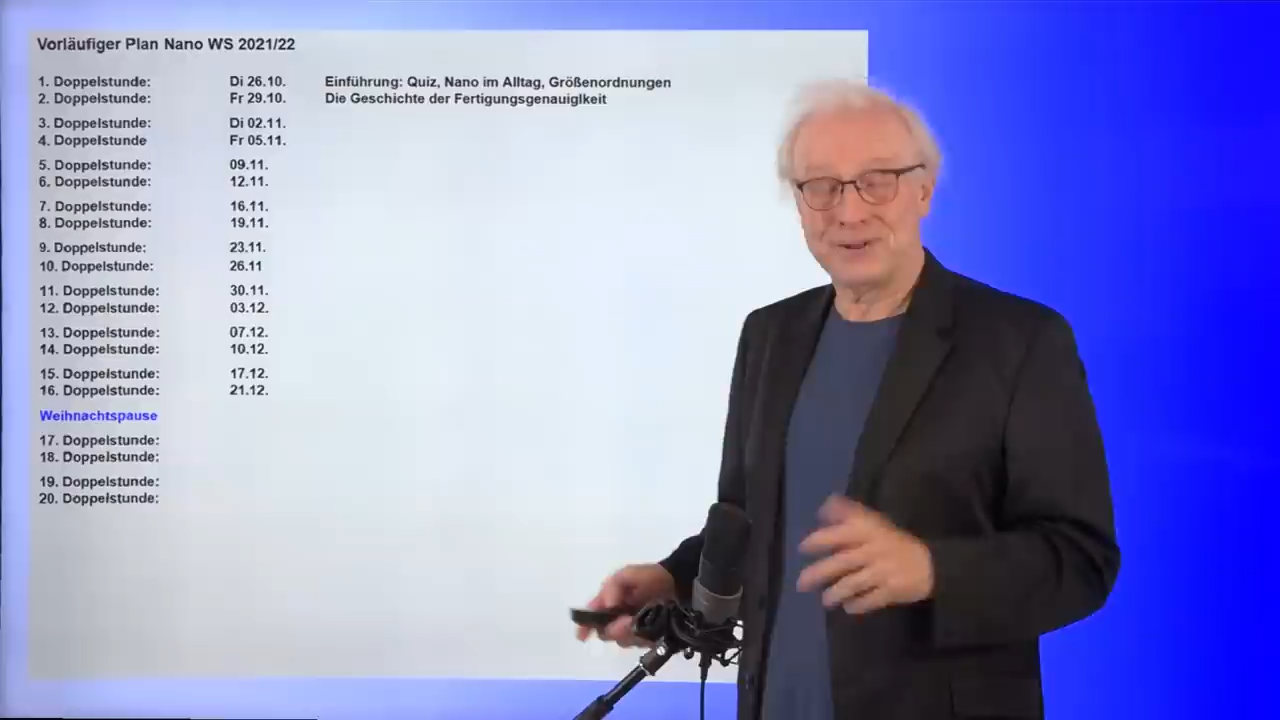 Vorläufiger Plan Nano WS 2021/22
1. Doppelstunde: Di 26.10. Einführung: Quiz, Nano im Alltag, Größenordnungen
2. Doppelstunde: Fr 29.10. Die Geschichte der Fertigungsgenauiglkeit
3. Doppelstunde: Di 02.11.
4. Doppelstunde Fr 05.11.
5. Doppelstunde: 09.11.
6. Doppelstunde: 12.11.
7. Doppelstunde: 16.11.
8. Doppelstunde: 19.11.
9. Doppelstunde: 23.11.
10. Doppelstunde: 26.11
11. Doppelstunde: 30.11.
12. Doppelstunde: 03.12.
13. Doppelstunde: 07.12.
14. Doppelstunde: 10.12.
15. Doppelstunde: 17.12.
16. Doppelstunde: 21.12.
Weihnachtspause
17. Doppelstunde:
18. Doppelstunde:
19. Doppelstunde:
20. Doppelstunde: